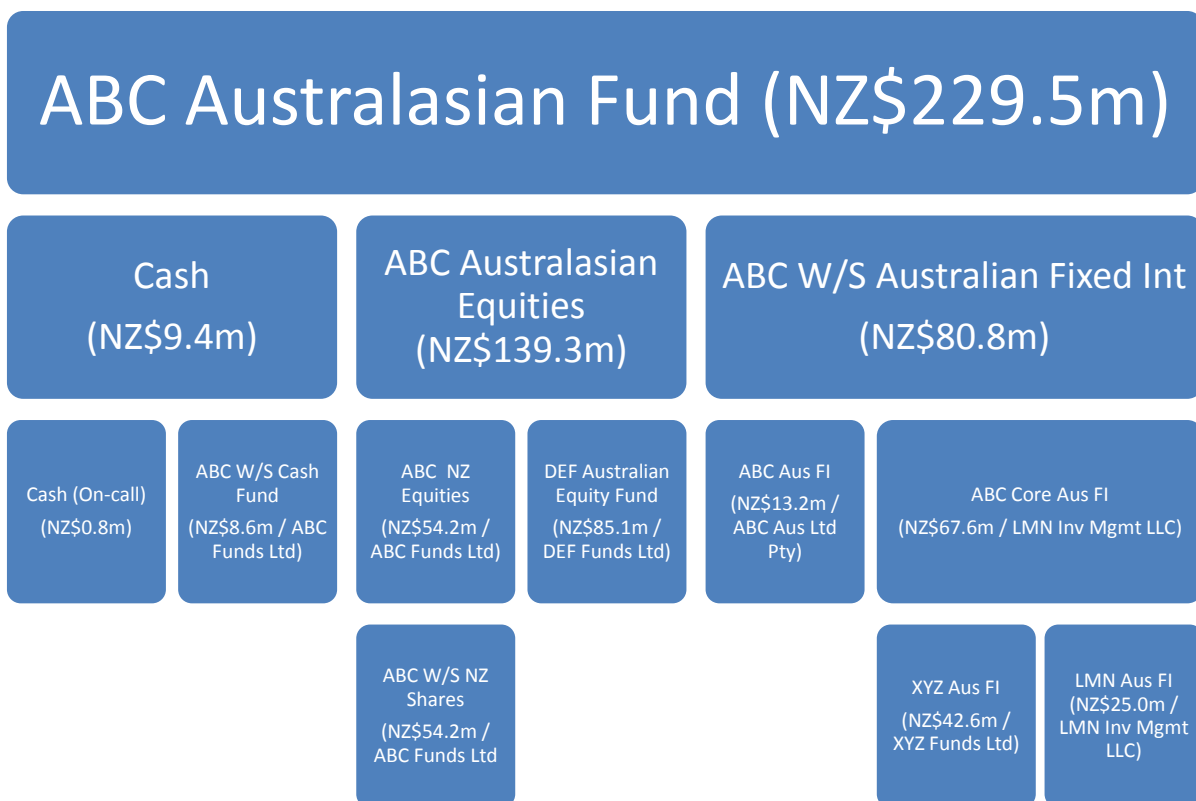 ABC Australasian Fund (NZ$229.5m)
Cash
(NZ$9.4m)
ABC Australasian
Equities
(NZ$139.3m)
ABC W/S Australian Fixed Int
(NZ$80.8m)
Cash (On-call)
(NZ$0.8m)
ABC W/S Cash
Fund
(NZ$8.6m / ABC
Funds Ltd)
ABC NZ
Equities
(NZ$54.2m /
ABC Funds Ltd)
DEF Australian
Equity Fund
(NZ$85.1m /
DEF Funds Ltd)
ABC Aus FI
(NZ$13.2m /
ABC Aus Ltd
Pty)
ABC Core Aus FI
(NZ$67.6m / LMN Inv Mgmt LLC)
ABC W/S NZ
Shares
(NZ$54.2m /
ABC Funds Ltd
XYZ Aus FI
(NZ$42.6m /
XYZ Funds Ltd)
LMN Aus FI
(NZ$25.0m /
LMN Inv Mgmt
LLC)